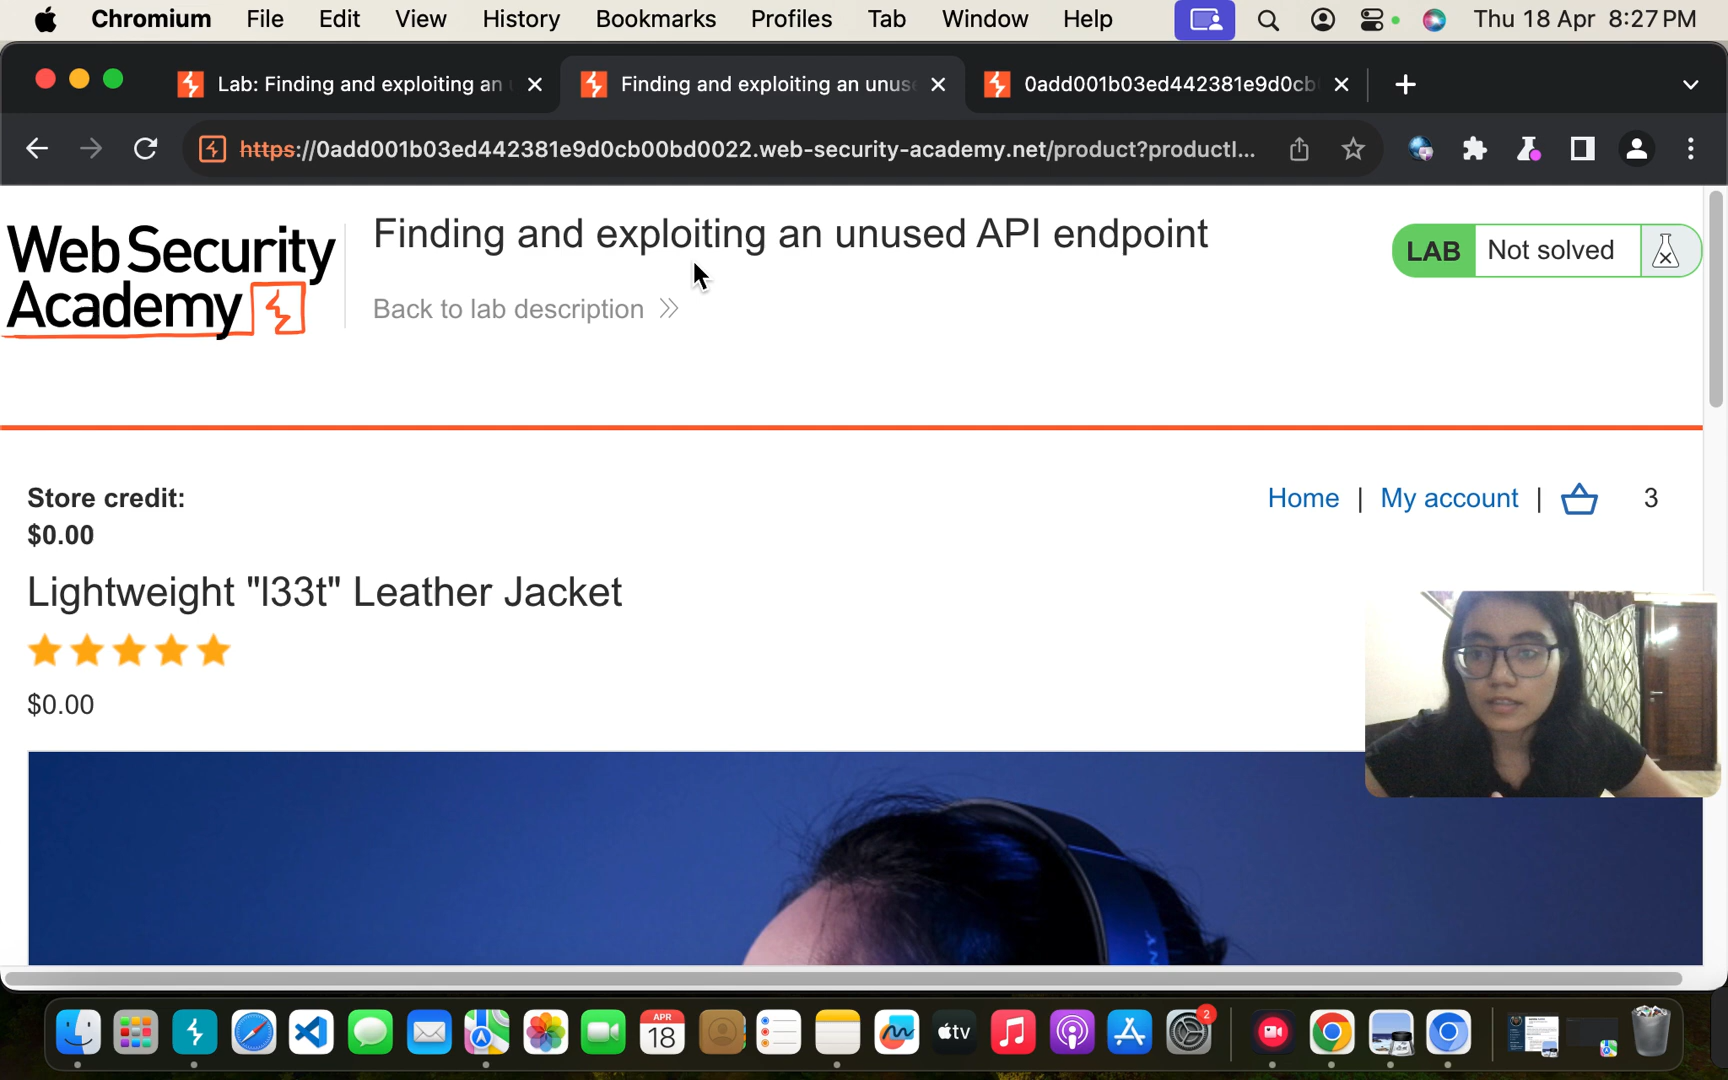 Chromium File Edit View History Bookmarks Profiles Tab Window Help Thu 18 Apr 8:27 PM
Lab: Finding and exploiting an Finding and exploiting an unus 0add001b03ed442381e9d0cb
https://0add001b03ed442381e9d0cb00bd0022.web-security-academy.net/product?productI...
Web Security
Academy
Finding and exploiting an unused API endpoint
Back to lab description
LAB Not solved
Store credit:
$0.00
Home | My account | 3
Lightweight "l33t" Leather Jacket
$0.00
APR
18
tv
2